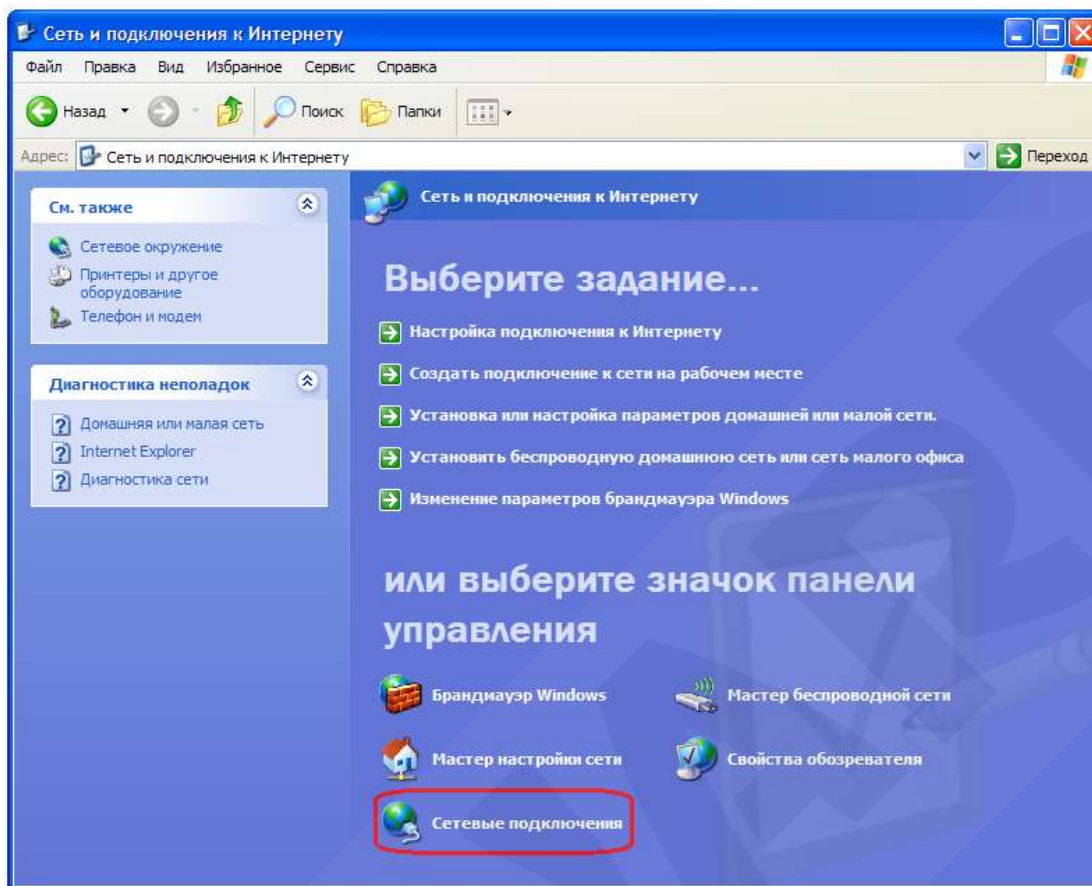 Сеть и подключения к Интернету
Файл Правка Вид Избранное Сервис Справка
Назад Поиск Папки
Адрес: Сеть и подключения к Интернету Переход
См. также
Сетевое окружение
Принтеры и другое
оборудование
Телефон и модем
Диагностика неполадок
Домашняя или малая сеть
Internet Explorer
Диагностика сети
Сеть и подключения к Интернету
Выберите задание...
Настройка подключения к Интернету
Создать подключение к сети на рабочем месте
Установка или настройка параметров домашней или малой сети.
Установить беспроводную домашнюю сеть или сеть малого офиса
Изменение параметров брандмауэра Windows
или выберите значок панели
управления
Брандмауэр Windows
Мастер беспроводной сети
Мастер настройки сети
Свойства обозревателя
Сетевые подключения